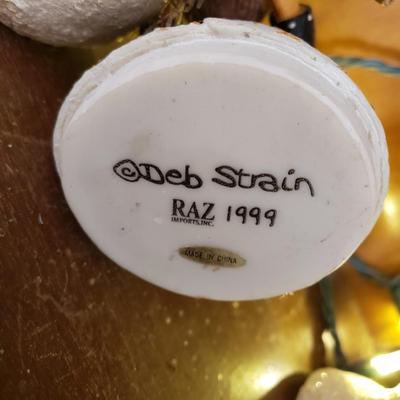 ©Deb Strain
RAZ 1999
IMPORTS, INC.
MADE IN CHINA